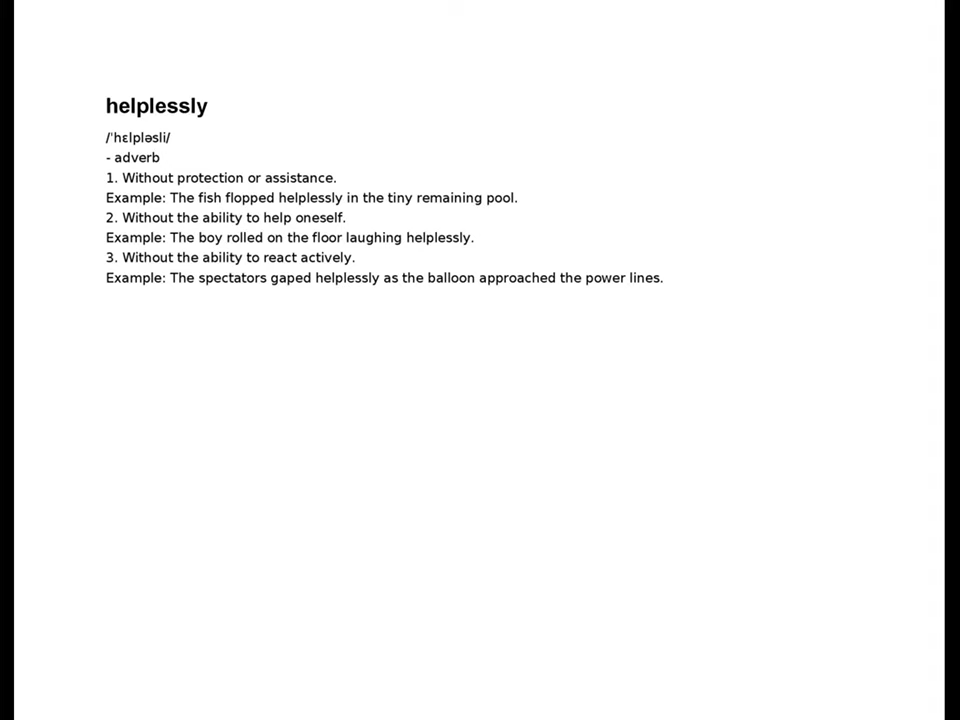 helplessly
/ˈhɛlpləsli/
- adverb
1. Without protection or assistance.
Example: The fish flopped helplessly in the tiny remaining pool.
2. Without the ability to help oneself.
Example: The boy rolled on the floor laughing helplessly.
3. Without the ability to react actively.
Example: The spectators gaped helplessly as the balloon approached the power lines.